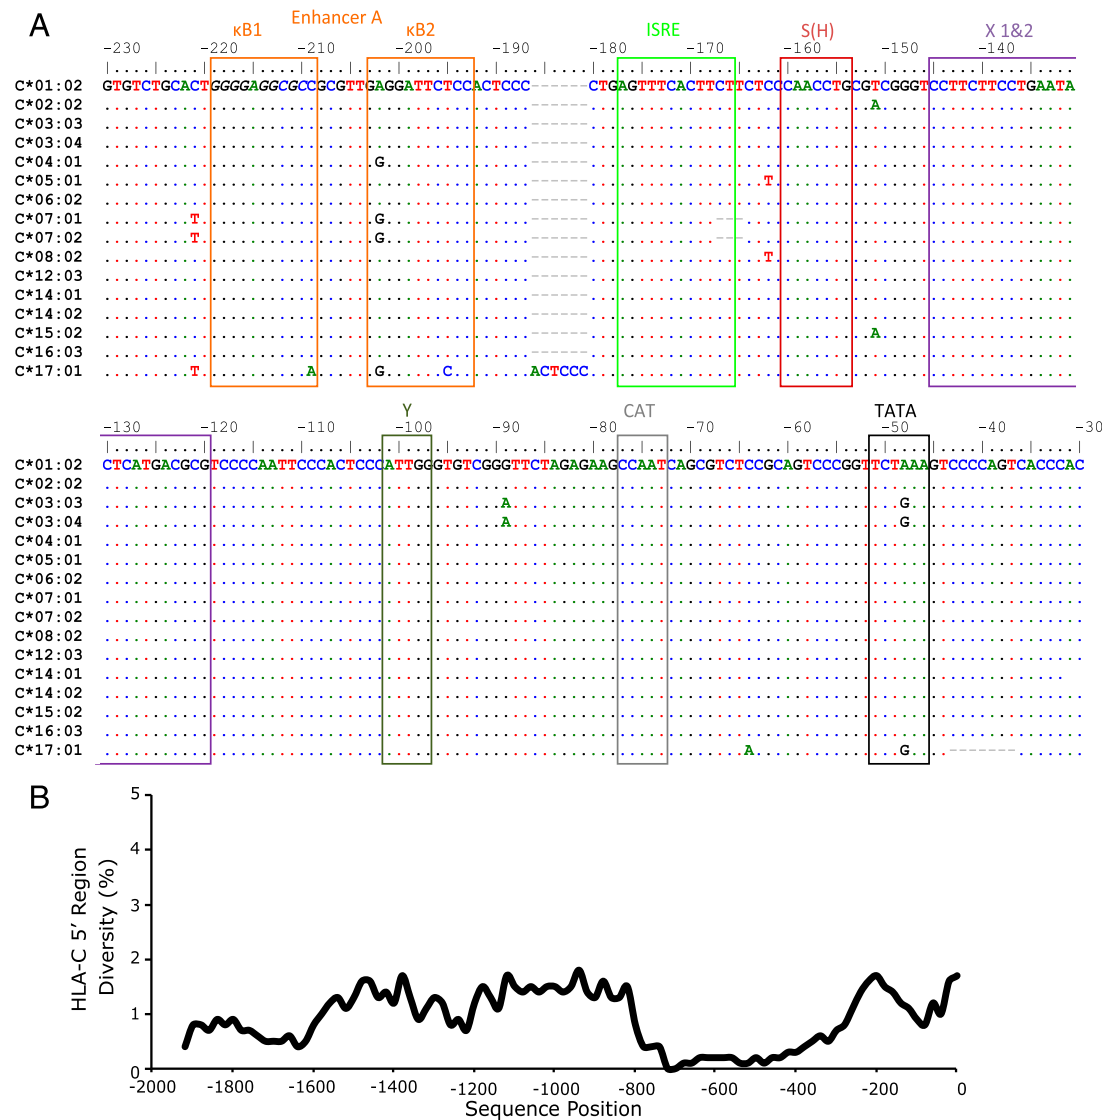 A
Enhancer A
κB1 κB2 ISRE S(H) X 1&2
-230 -220 -210 -200 -190 -180 -170 -160 -150 -140
C*01:02 GTGTCTGCACTGGGGAGGCGCCGCGTTGAGGATTCTCCACTCCC------CTGAGTTTCACTTCTTCTCCCAACCTGCGTCGGGTCCTTCTTCCTGAATA
C*02:02 ------ A
C*03:03 ------
C*03:04 ------
C*04:01 G ------
C*05:01 ------ T
C*06:02 ------
C*07:01 T G ------ ---
C*07:02 T G ------ ---
C*08:02 ------ T
C*12:03 ------
C*14:01 ------
C*14:02 ------
C*15:02 ------ A
C*16:03 ------
C*17:01 T A G C ACTCCC
Y CAT TATA
-130 -120 -110 -100 -90 -80 -70 -60 -50 -40 -30
C*01:02 CTCATGACGCGTCCCCAATTCCCACTCCCATTGGGTGTCGGGTTCTAGAGAAGCCAATCAGCGTCTCCGCAGTCCCGGTTCTAAAGTCCCCAGTCACCCAC
C*02:02
C*03:03 A G
C*03:04 A G
C*04:01
C*05:01
C*06:02
C*07:01
C*07:02
C*08:02
C*12:03
C*14:01
C*14:02
C*15:02
C*16:03
C*17:01 A G -------
B
HLA-C 5′ Region
Diversity (%)
5
4
3
2
1
0
-2000 -1800 -1600 -1400 -1200 -1000 -800 -600 -400 -200 0
Sequence Position